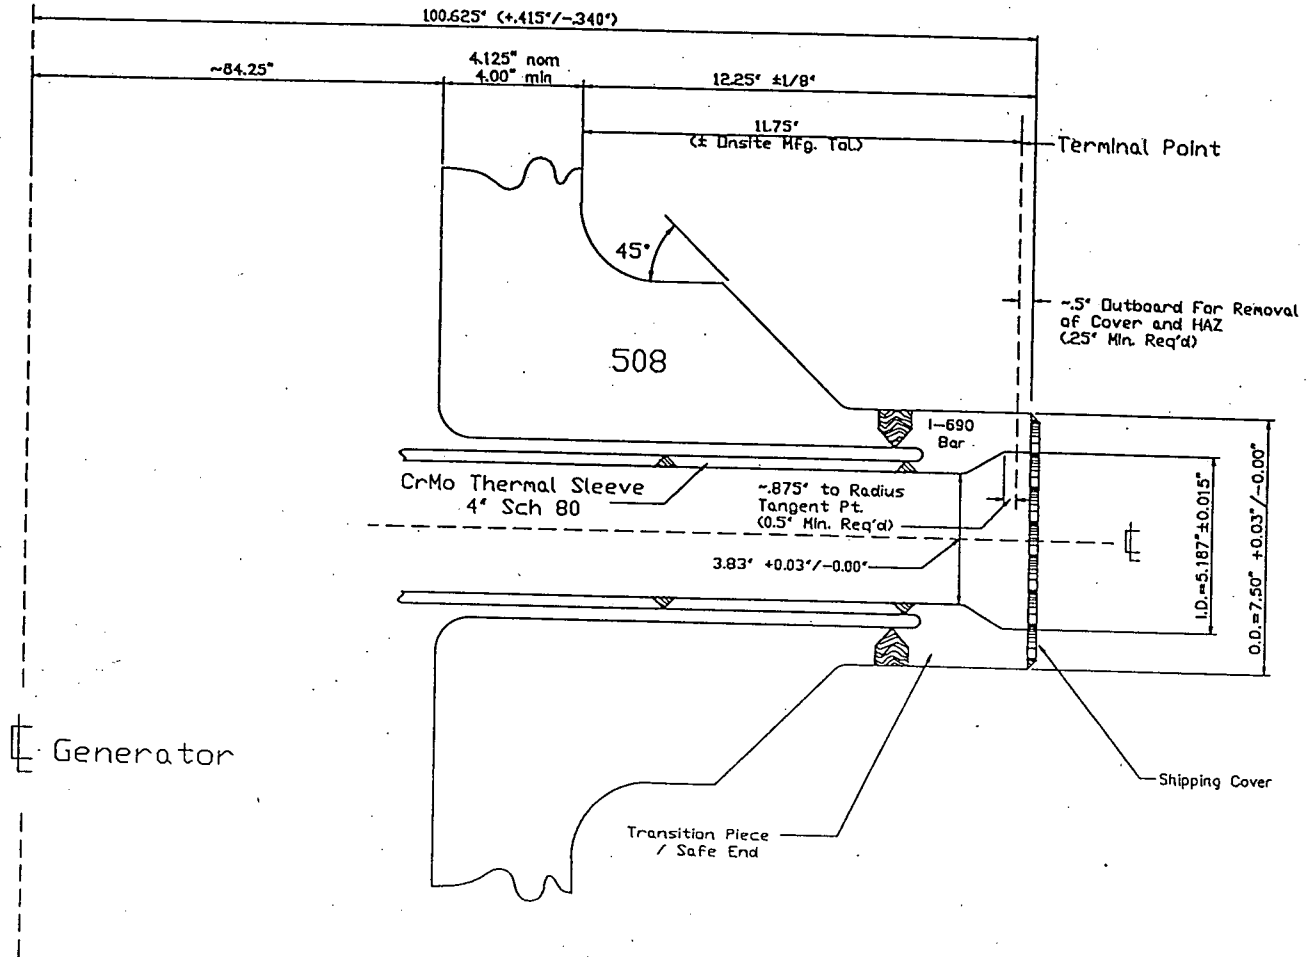 100.625" (+.415"/-.340")
~84.25"
4.125" nom
4.00" min
12.25" ±1/8"
11.75"
(± Onsite Mfg. Tol.)
Terminal Point
45°
~.5" Outboard For Removal
of Cover and HAZ
(.25" Min. Req'd)
508
I-690
Bar
CrMo Thermal Sleeve
4" Sch 80
~.875" to Radius
Tangent Pt.
(0.5" Min. Req'd)
3.83" +0.03"/-0.00"
I.D.=5.187"±0.015"
O.D.=7.50" +0.03"/-0.00"
Generator
Shipping Cover
Transition Piece
/ Safe End